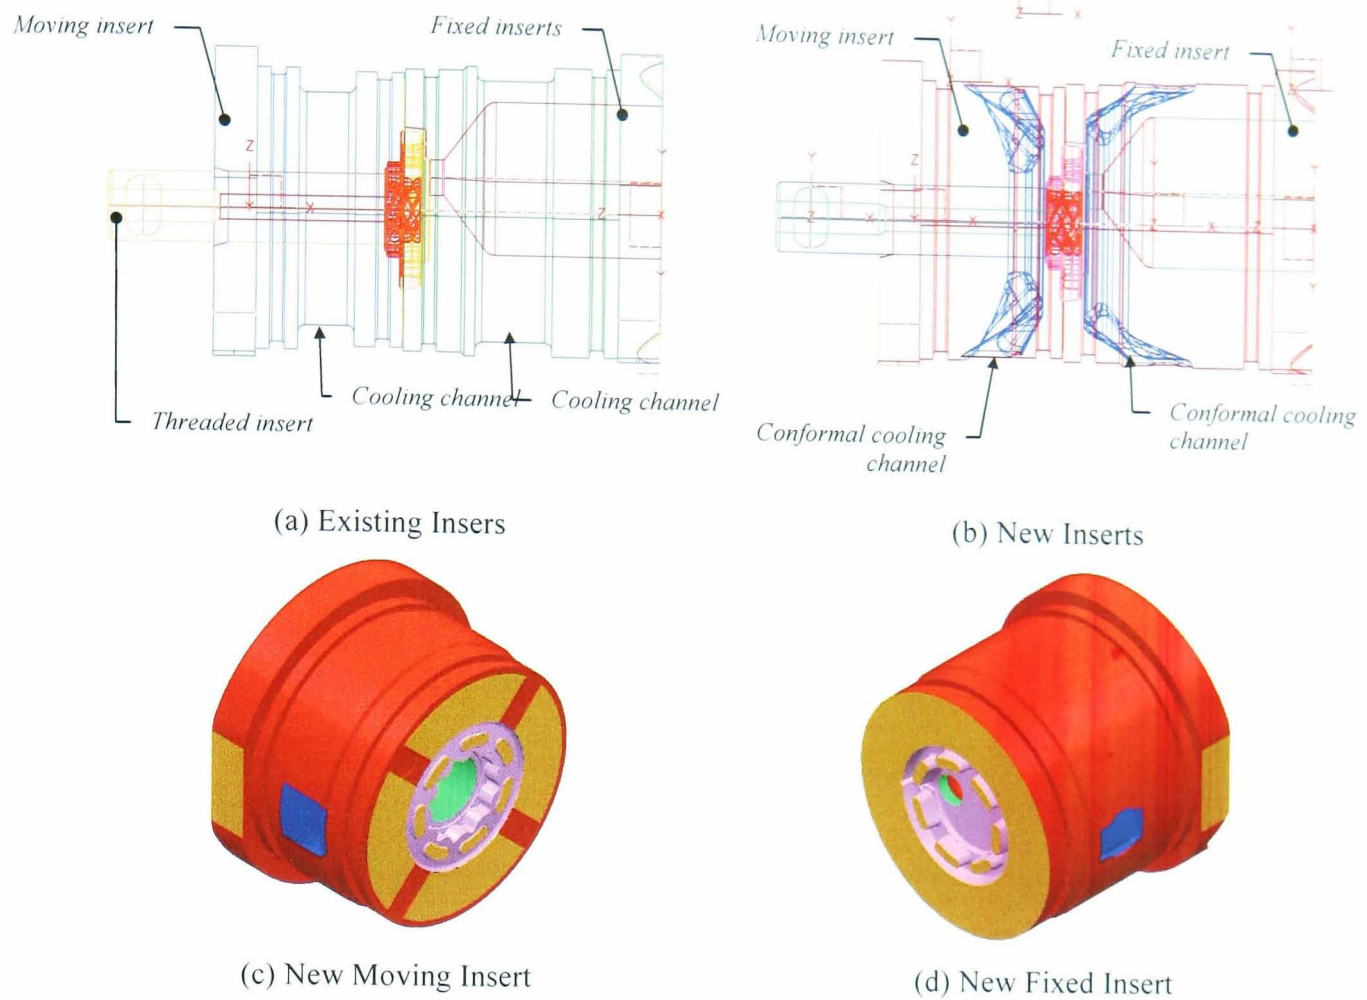 Moving insert
Fixed inserts
Z
Y
X
Z
X
Cooling channel
Cooling channel
Threaded insert
(a) Existing Insers
Z
X
Y
Y
Moving insert
Fixed insert
X
Z
Y
Z
Y
Y
Z
X
Y
X
Z
X
Z
Y
Conformal cooling
channel
Conformal cooling
channel
(b) New Inserts
(c) New Moving Insert
(d) New Fixed Insert